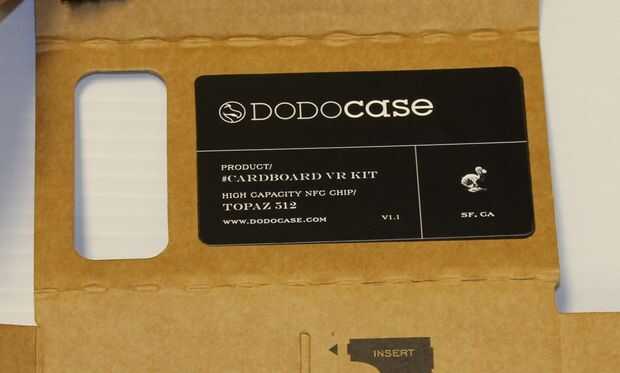 DODOcase
PRODUCT/
#CARDBOARD VR KIT
HIGH CAPACITY NFC CHIP/
TOPAZ 512
WWW.DODOCASE.COM V1.1
SF, CA
INSERT